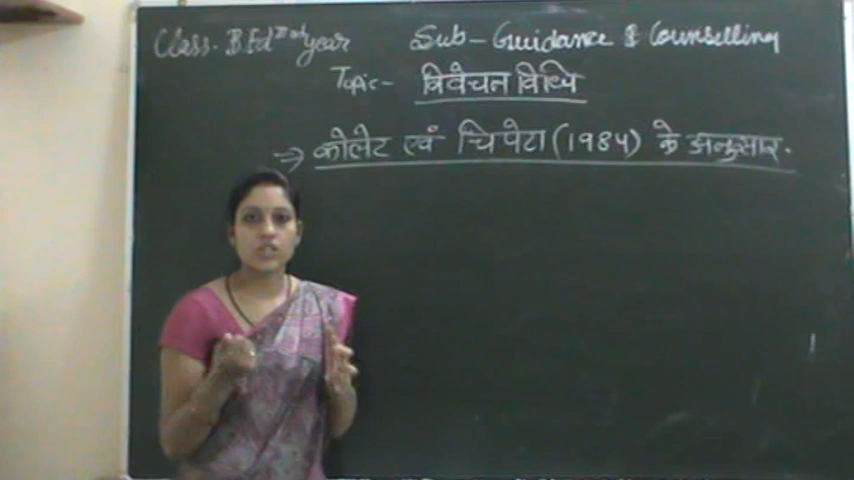 Class. B.Ed IInd year Sub - Guidance & Counselling
Topic - विवेचन विधि
→ कोलेट एवं चिपेटा (1984) के अनुसार.